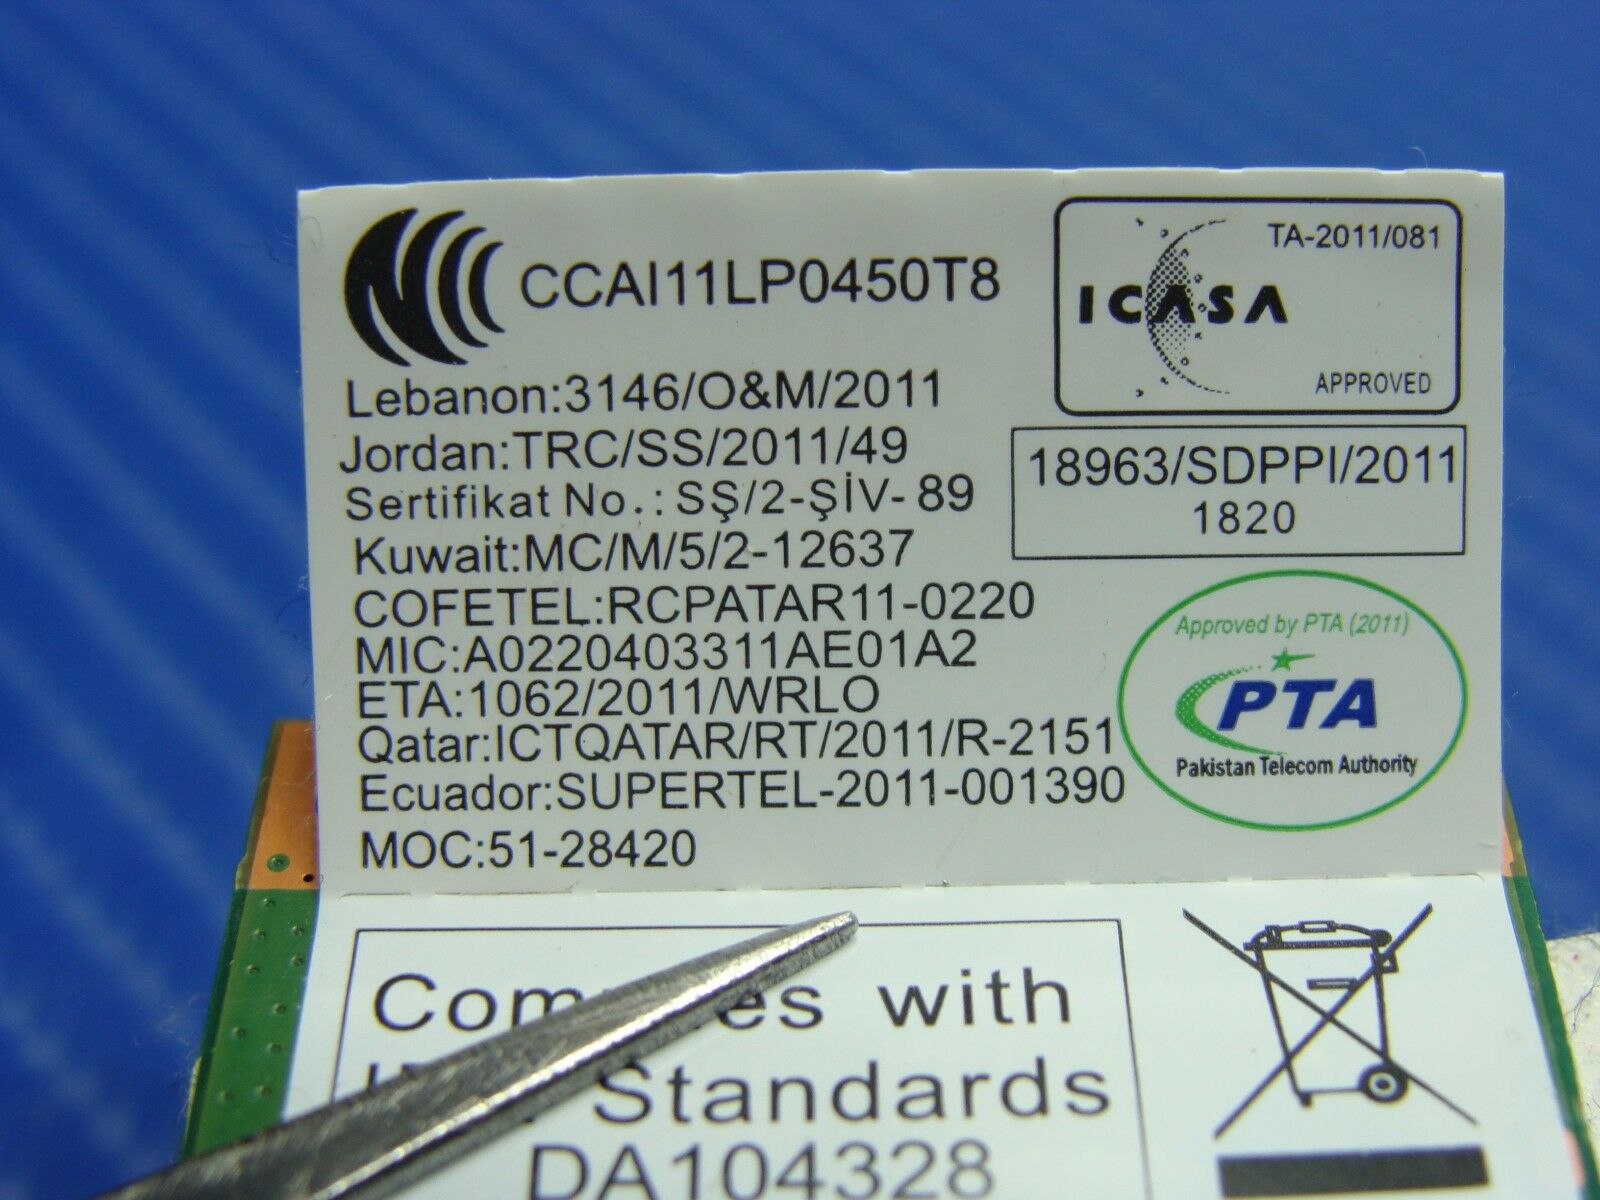 CCAI11LP0450T8
TA-2011/081
ICASA
APPROVED
Lebanon:3146/O&M/2011
Jordan:TRC/SS/2011/49
Sertifikat No.: SŞ/2-ŞİV- 89
Kuwait:MC/M/5/2-12637
COFETEL:RCPATAR11-0220
MIC:A0220403311AE01A2
ETA:1062/2011/WRLO
Qatar:ICTQATAR/RT/2011/R-2151
Ecuador:SUPERTEL-2011-001390
MOC:51-28420
18963/SDPPI/2011
1820
Approved by PTA (2011)
PTA
Pakistan Telecom Authority
with
Standards
DA104328